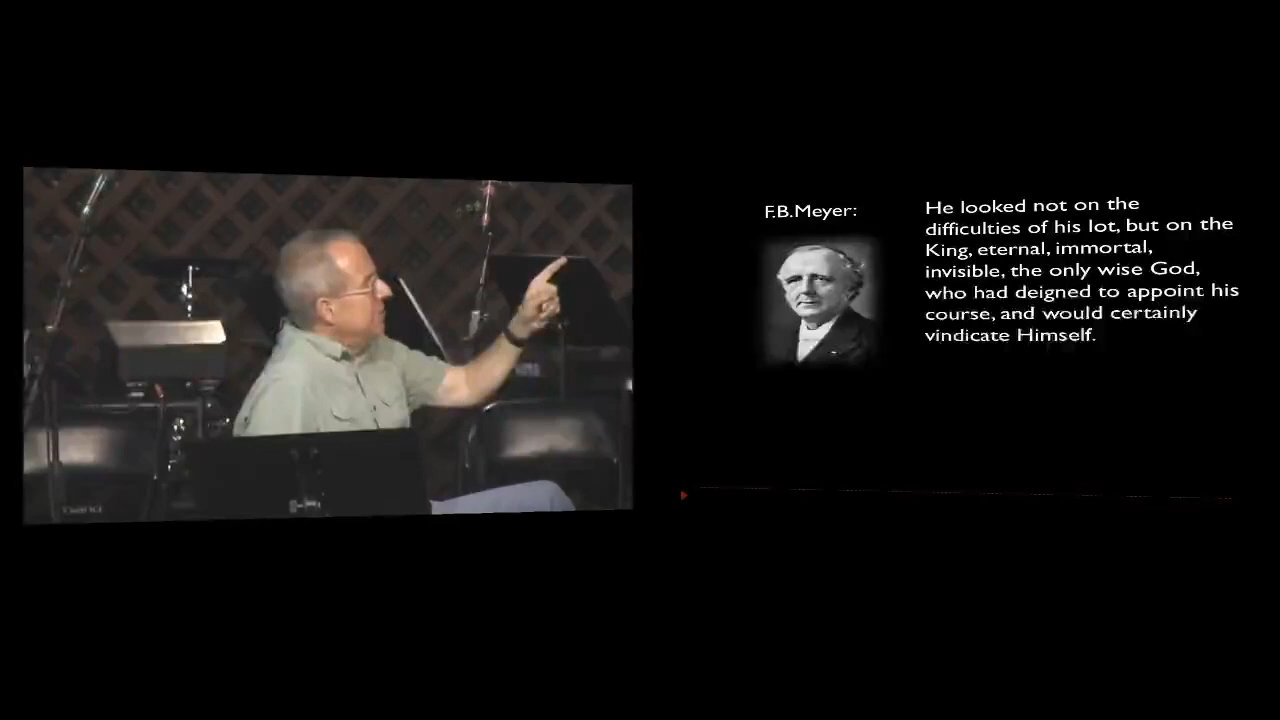 F.B.Meyer:
He looked not on the
difficulties of his lot, but on the
King, eternal, immortal,
invisible, the only wise God,
who had deigned to appoint his
course, and would certainly
vindicate Himself.